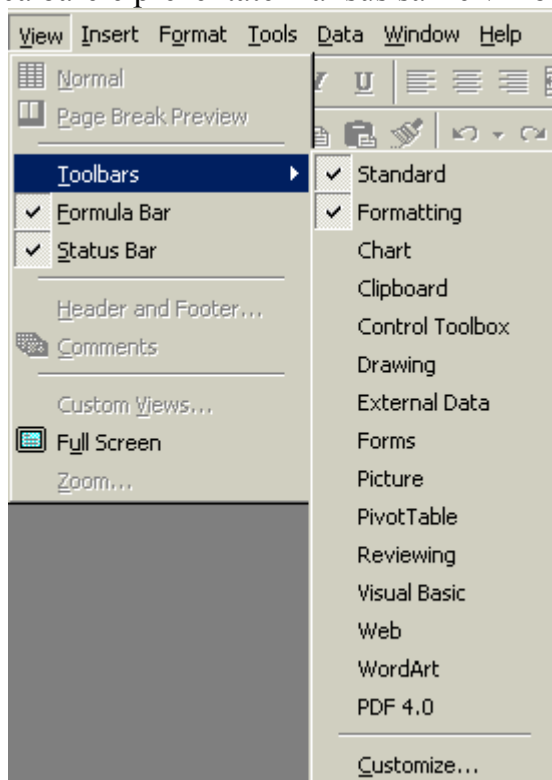 View Insert Format Tools Data Window Help
Normal
Page Break Preview
Toolbars
Formula Bar
Status Bar
Header and Footer...
Comments
Custom Views...
Full Screen
Zoom...
U
Standard
Formatting
Chart
Clipboard
Control Toolbox
Drawing
External Data
Forms
Picture
PivotTable
Reviewing
Visual Basic
Web
WordArt
PDF 4.0
Customize...